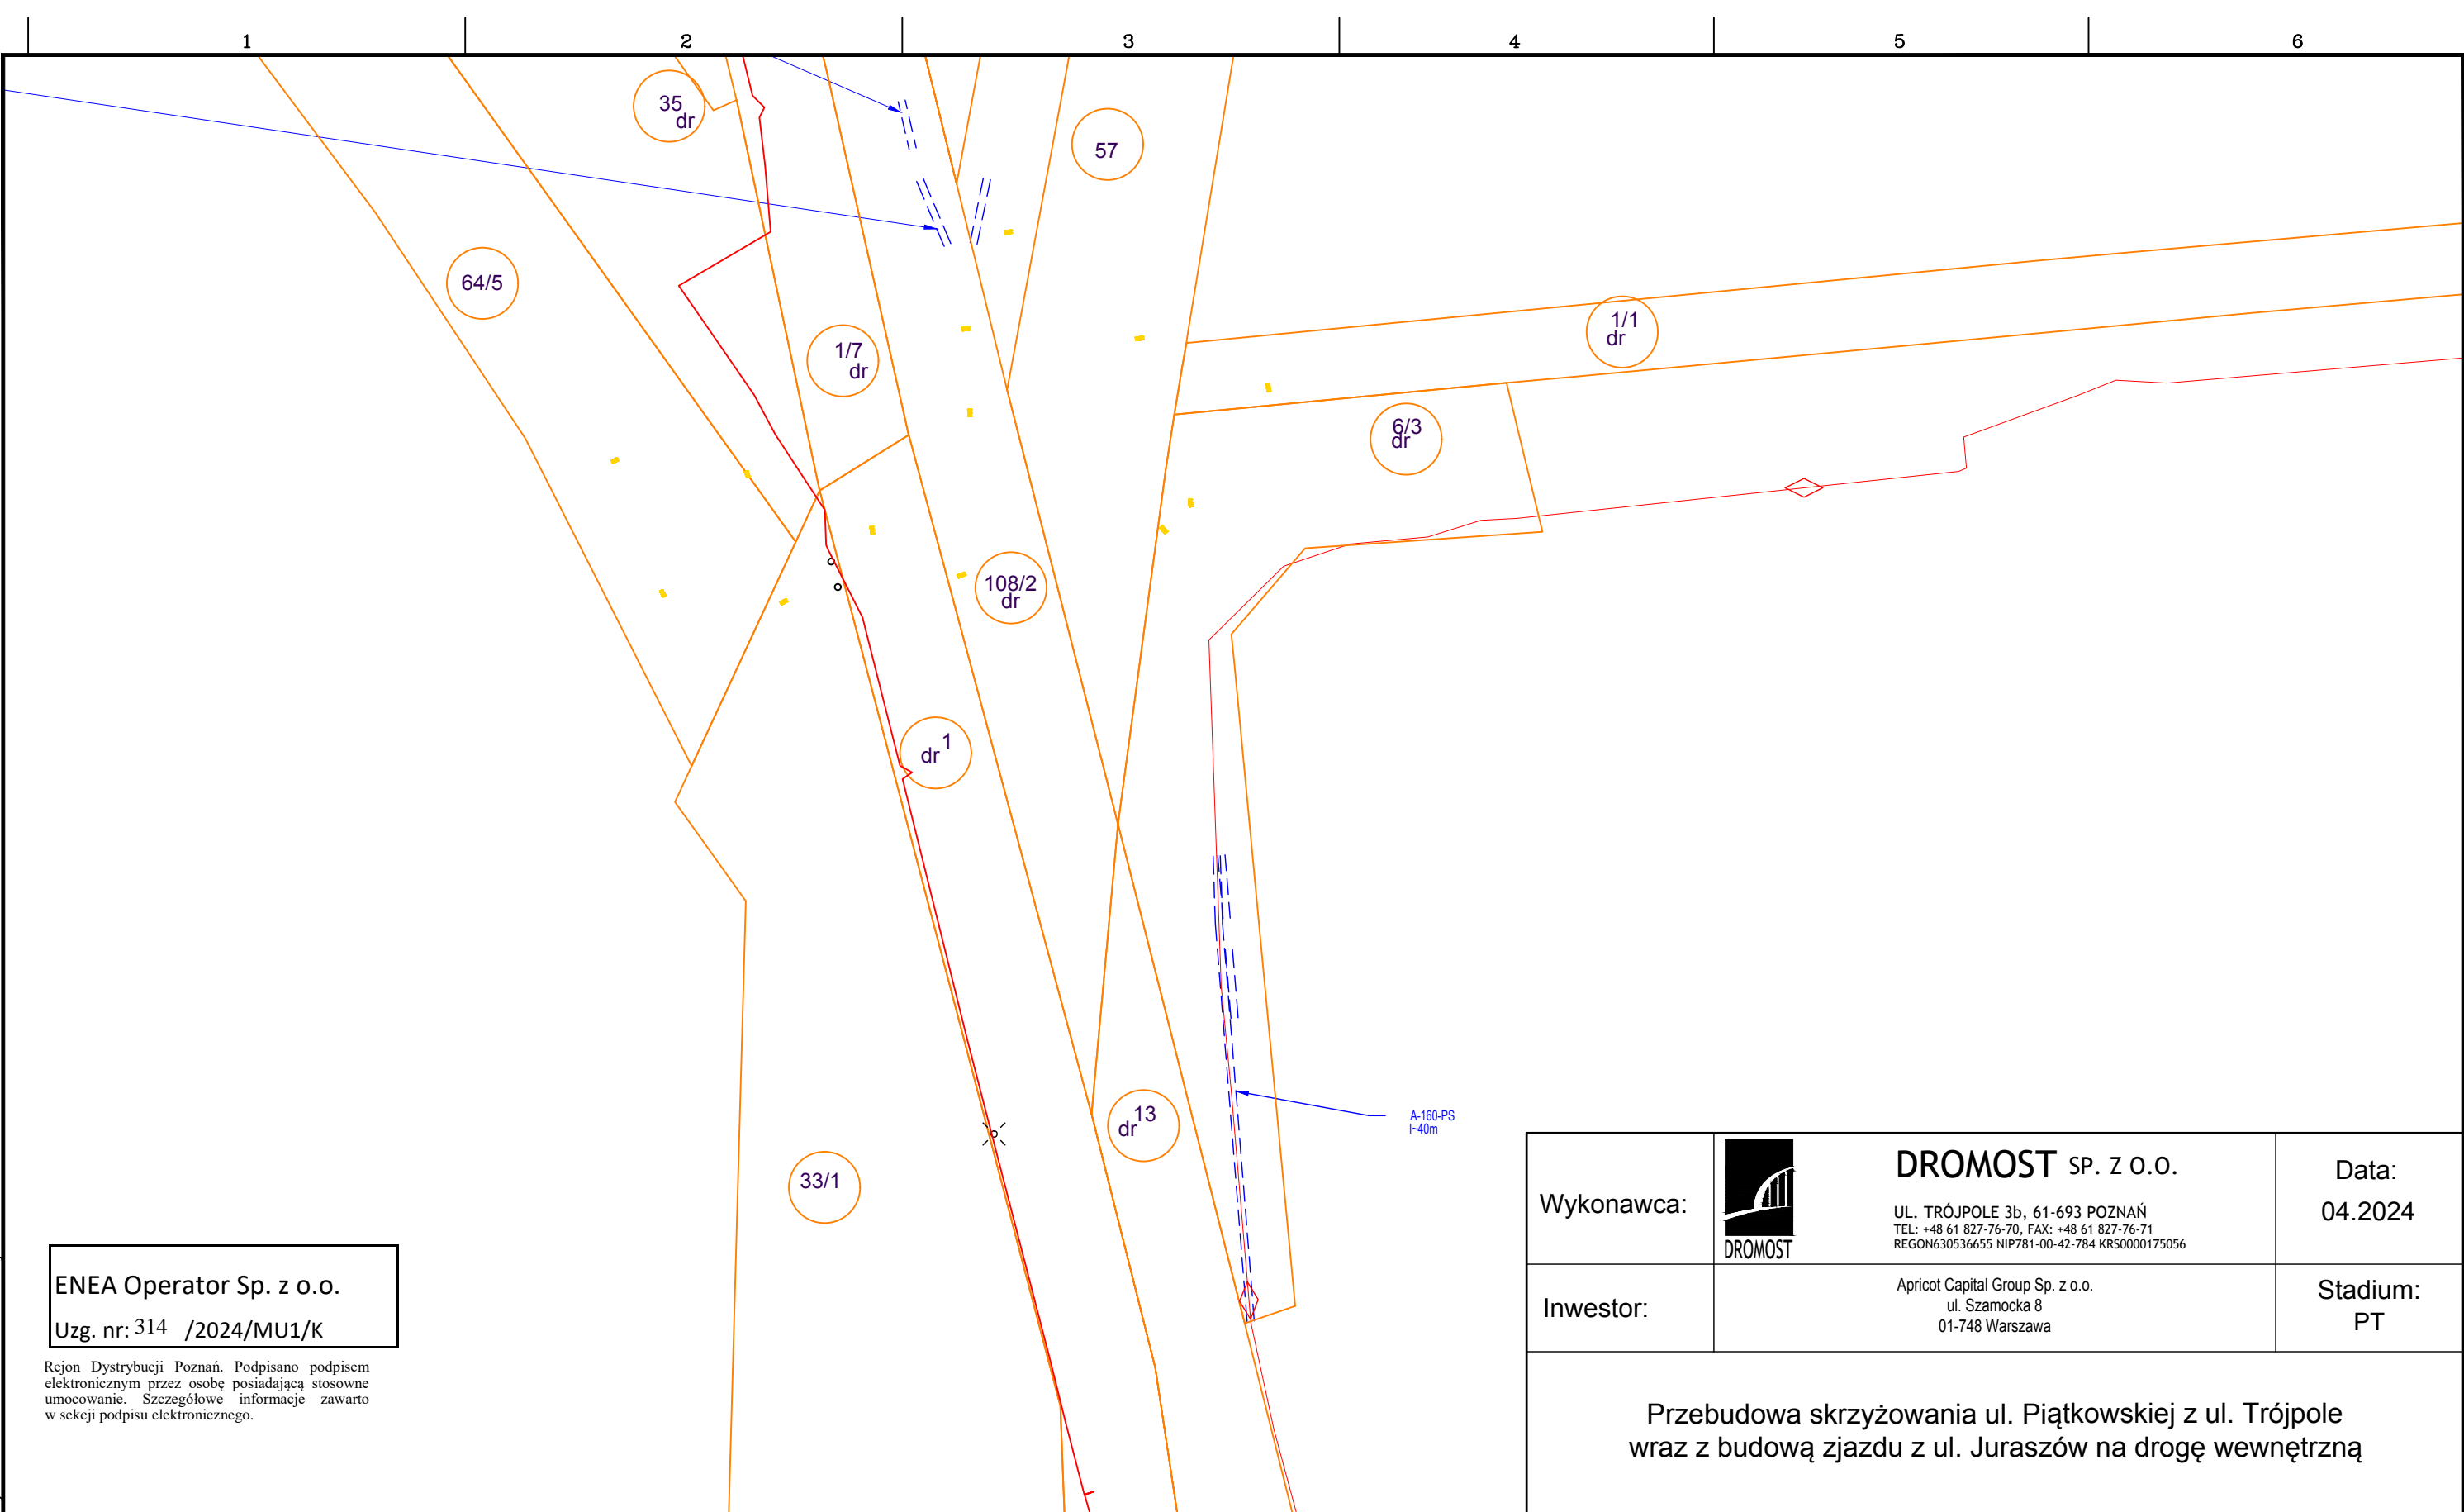 1 2 3 4 5 6
35
dr
57
64/5
1/1
dr
1/7
dr
6/3
dr
108/2
dr
1
dr
13
dr
33/1
A-160-PS
l~40m
ENEA Operator Sp. z o.o.
Uzg. nr: 314 /2024/MU1/K
Rejon Dystrybucji Poznań. Podpisano podpisem
elektronicznym przez osobę posiadającą stosowne
umocowanie. Szczegółowe informacje zawarto
w sekcji podpisu elektronicznego.
Wykonawca:
DROMOST
DROMOST SP. Z O.O.
UL. TRÓJPOLE 3b, 61-693 POZNAŃ
TEL: +48 61 827-76-70, FAX: +48 61 827-76-71
REGON630536655 NIP781-00-42-784 KRS0000175056
Data:
04.2024
Inwestor:
Apricot Capital Group Sp. z o.o.
ul. Szamocka 8
01-748 Warszawa
Stadium:
PT
Przebudowa skrzyżowania ul. Piątkowskiej z ul. Trójpole
wraz z budową zjazdu z ul. Juraszów na drogę wewnętrzną